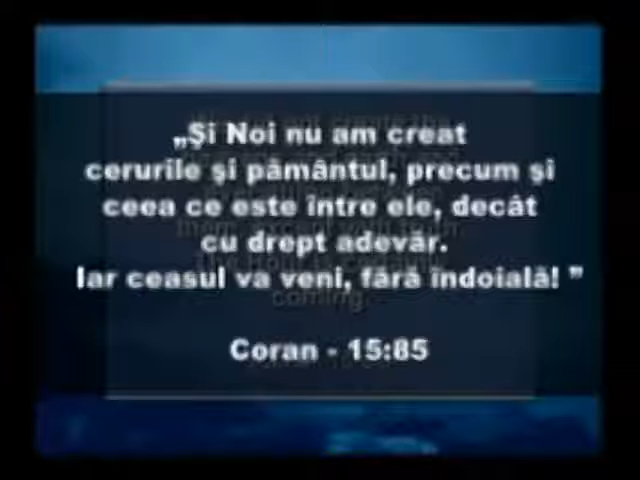 „Şi Noi nu am creat
cerurile şi pământul, precum şi
ceea ce este între ele, decât
cu drept adevăr.
Iar ceasul va veni, fără îndoială! ”
coming.
Coran - 15:85